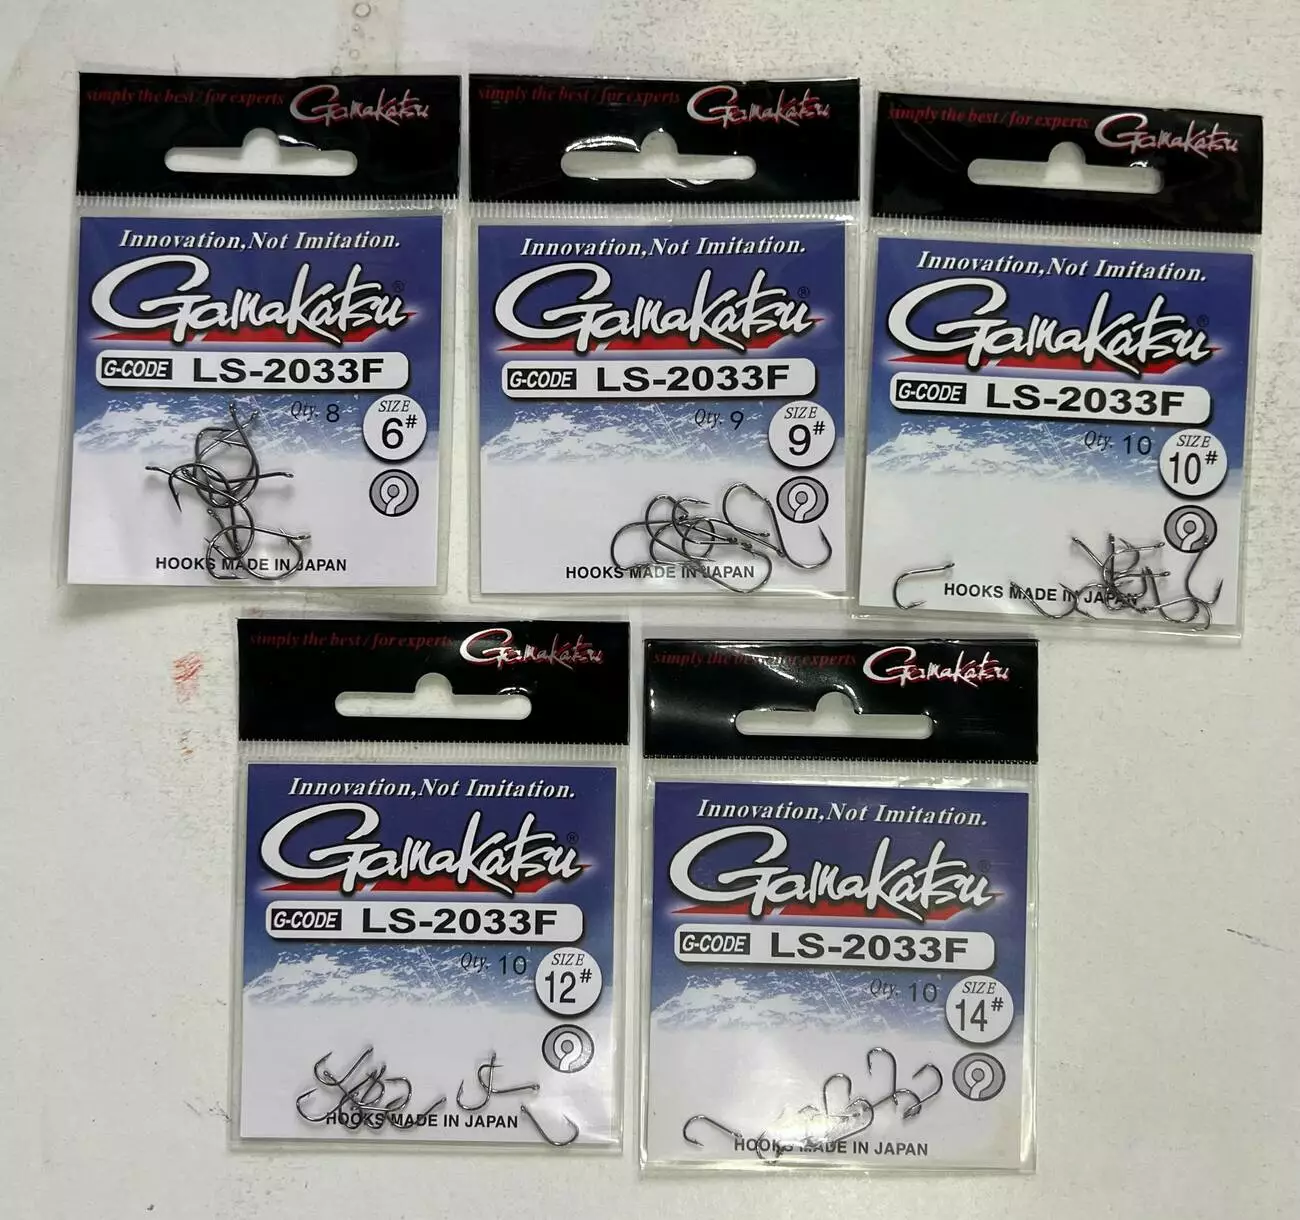 simply the best / for experts Gamakatsu
Innovation,Not Imitation.
Gamakatsu®
G-CODE LS-2033F
Qty. 8 SIZE
6#
HOOKS MADE IN JAPAN
simply the best / for experts Gamakatsu
Innovation,Not Imitation.
Gamakatsu®
G-CODE LS-2033F
Qty. 9 SIZE
9#
HOOKS MADE IN JAPAN
simply the best / for experts Gamakatsu
Innovation,Not Imitation.
Gamakatsu®
G-CODE LS-2033F
Qty. 10 SIZE
10#
HOOKS MADE IN JAPAN
simply the best / for experts Gamakatsu
Innovation,Not Imitation.
Gamakatsu®
G-CODE LS-2033F
Qty. 10 SIZE
12#
HOOKS MADE IN JAPAN
simply the best / for experts Gamakatsu
Innovation,Not Imitation.
Gamakatsu®
G-CODE LS-2033F
Qty. 10 SIZE
14#
HOOKS MADE IN JAPAN